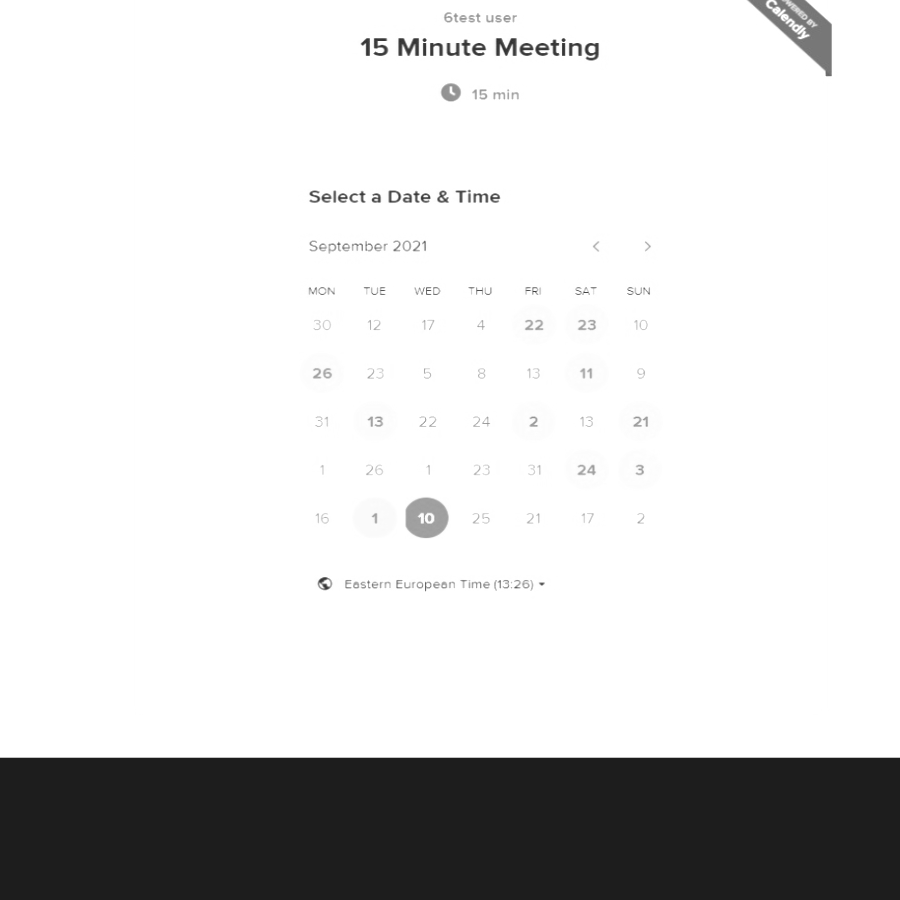 6test user
POWERED BY
Calendly
15 Minute Meeting
15 min
Select a Date & Time
September 2021
MON TUE WED THU FRI SAT SUN
30 12 17 4 22 23 10
26 23 5 8 13 11 9
31 13 22 24 2 13 21
1 26 1 23 31 24 3
16 1 10 25 21 17 2
Eastern European Time (13:26)